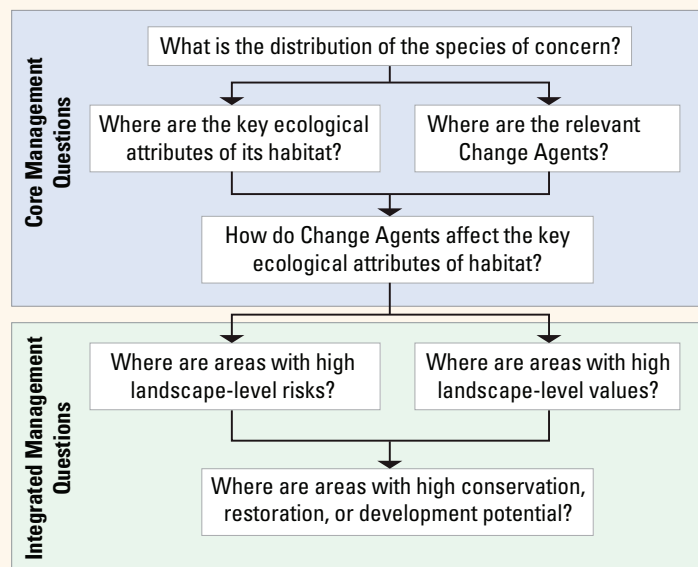 Core Management
Questions
What is the distribution of the species of concern?
Where are the key ecological
attributes of its habitat?
Where are the relevant
Change Agents?
How do Change Agents affect the key
ecological attributes of habitat?
Integrated Management
Questions
Where are areas with high
landscape-level risks?
Where are areas with high
landscape-level values?
Where are areas with high conservation,
restoration, or development potential?